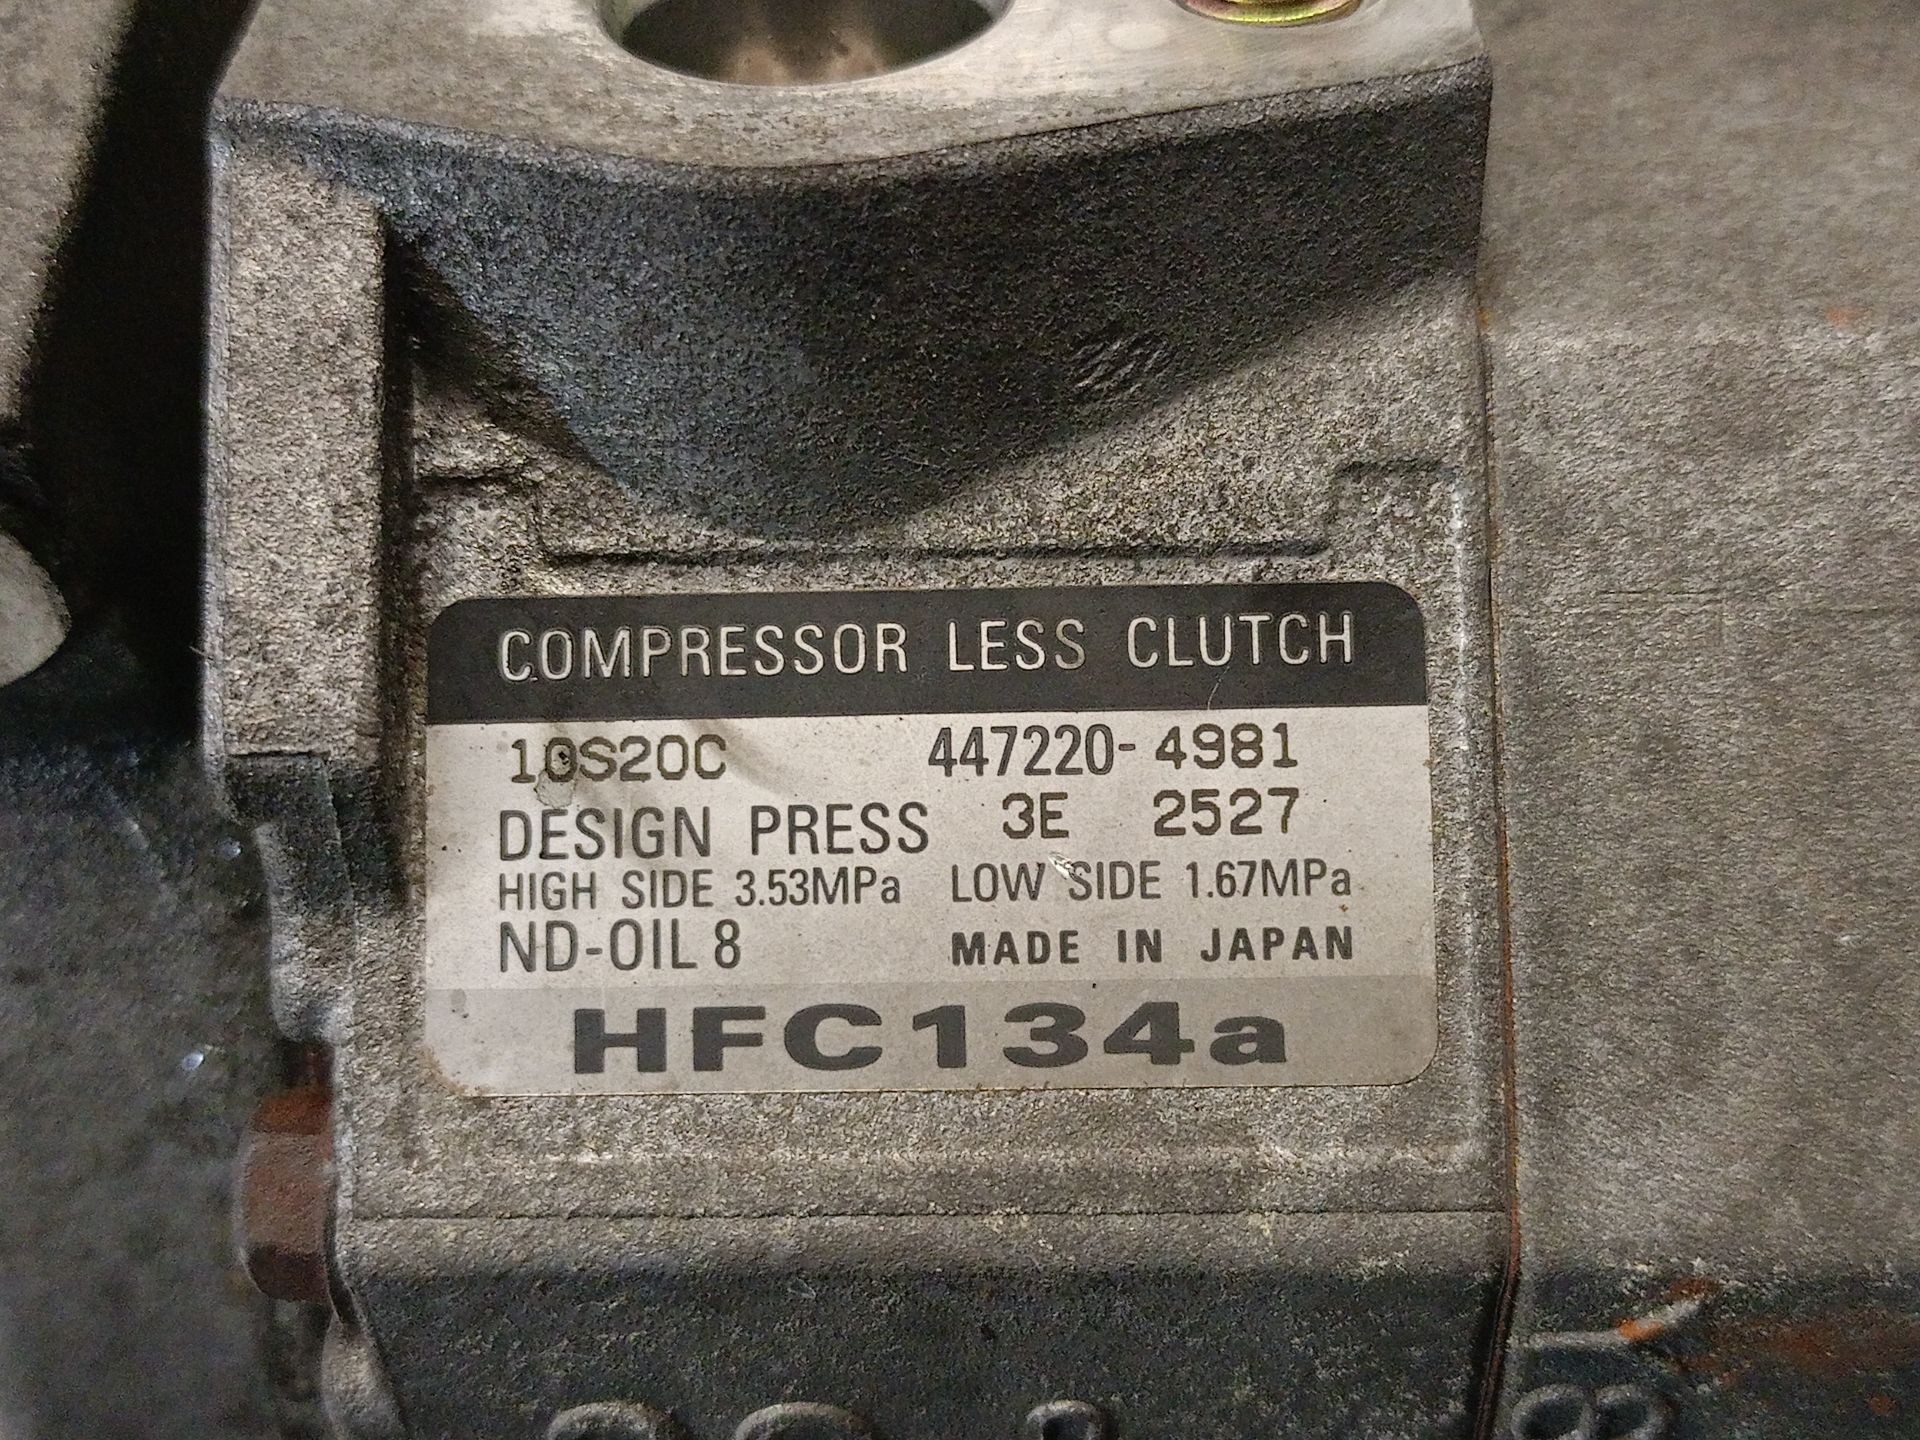 COMPRESSOR LESS CLUTCH
10S20C 447220-4981
DESIGN PRESS 3E 2527
HIGH SIDE 3.53MPa LOW SIDE 1.67MPa
ND-OIL 8 MADE IN JAPAN
HFC134a